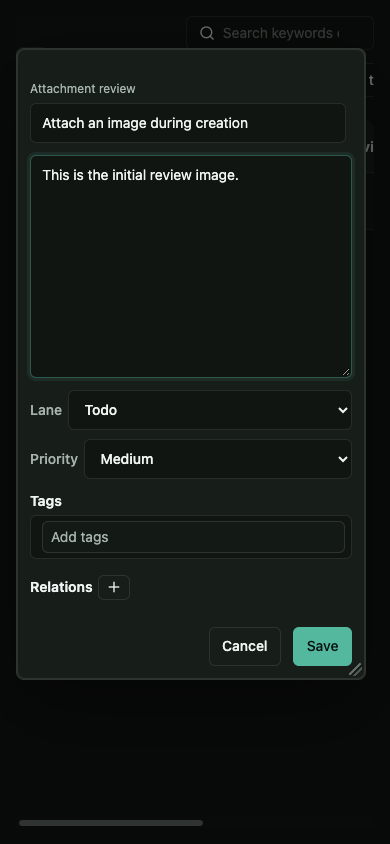 Search keywords
t
vi
Attachment review
Attach an image during creation
This is the initial review image.
Lane
Todo
Priority
Medium
Tags
Add tags
Relations
Cancel
Save